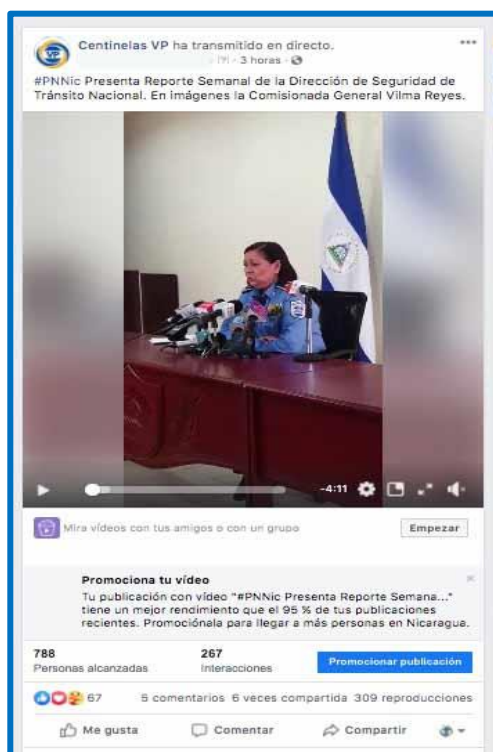 Centinelas VP ha transmitido en directo.
3 horas ·
#PNNic Presenta Reporte Semanal de la Dirección de Seguridad de
Tránsito Nacional. En imágenes la Comisionada General Vilma Reyes.
-4:11
Mira vídeos con tus amigos o con un grupo
Empezar
Promociona tu vídeo
Tu publicación con vídeo "#PNNic Presenta Reporte Semana..."
tiene un mejor rendimiento que el 95 % de tus publicaciones
recientes. Promociónala para llegar a más personas en Nicaragua.
788
Personas alcanzadas
267
Interacciones
Promocionar publicación
67
5 comentarios 6 veces compartida 309 reproducciones
Me gusta
Comentar
Compartir